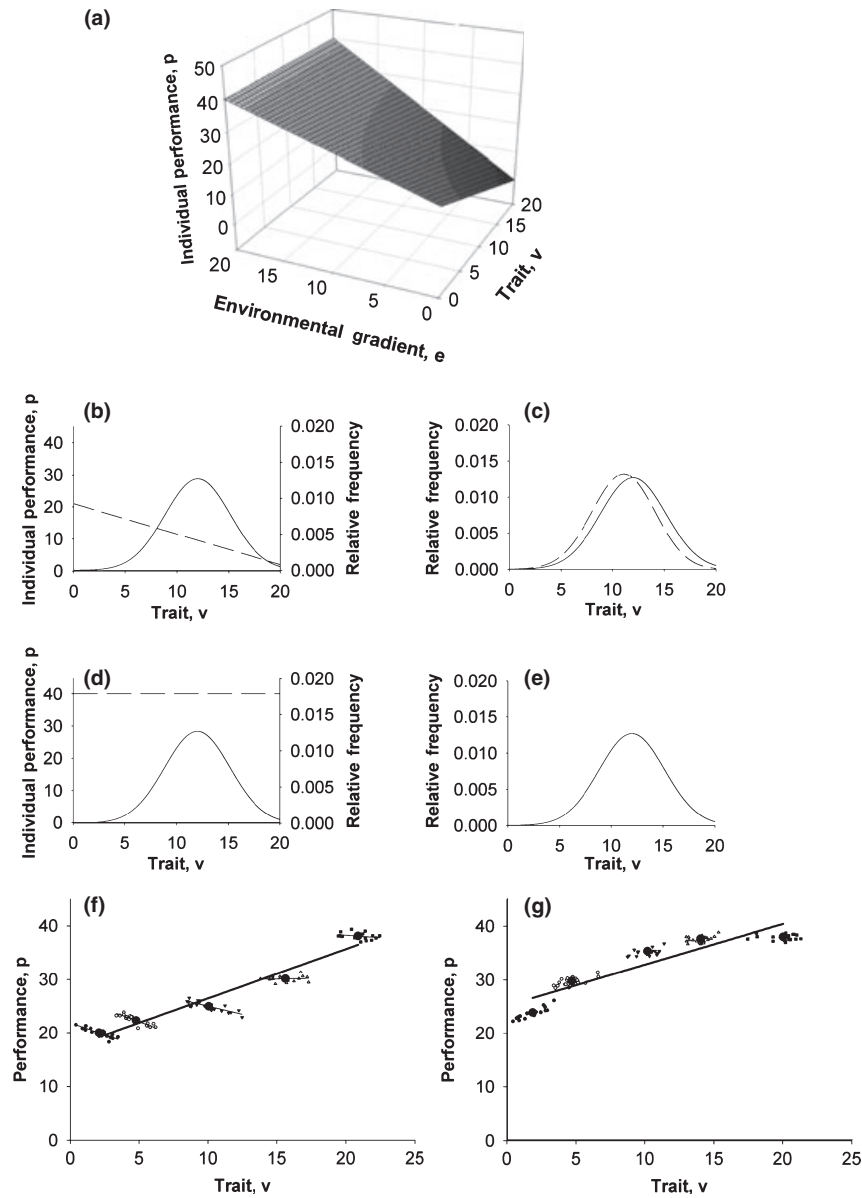 (a)
Individual performance, p
50
40
30
20
10
0
20
15
10
5
0
Environmental gradient, e
0
5
10
15
20
Trait, v
(b)
Individual performance, p
40
30
20
10
0
0 5 10 15 20
Trait, v
0.020
0.015
0.010
0.005
0.000
Relative frequency
(c)
Relative frequency
0.020
0.015
0.010
0.005
0.000
0 5 10 15 20
Trait, v
(d)
Individual performance, p
40
30
20
10
0
0 5 10 15 20
Trait, v
0.020
0.015
0.010
0.005
0.000
Relative frequency
(e)
Relative frequency
0.020
0.015
0.010
0.005
0.000
0 5 10 15 20
Trait, v
(f)
Performance, p
40
30
20
10
0
0 5 10 15 20 25
Trait, v
(g)
Performance, p
40
30
20
10
0
0 5 10 15 20 25
Trait, v